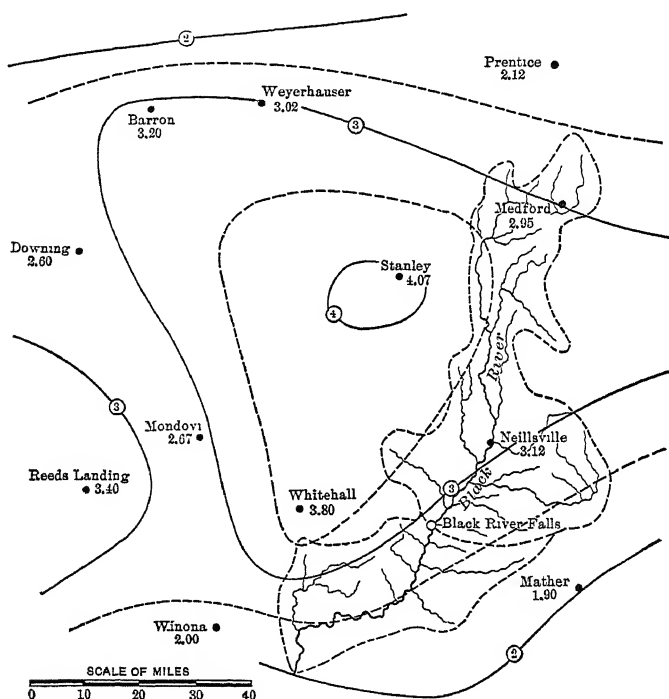 2
Prentice
2.12
Weyerhauser
3.02
Barron
3.20
3
Medford
2.95
Downing
2.60
Stanley
4.07
4
River
3
Mondovi
2.67
Neillsville
3.12
Reeds Landing
3.40
3
Black
Whitehall
3.80
Black River Falls
Mather
1.90
Winona
2.00
2
SCALE OF MILES
0 10 20 30 40